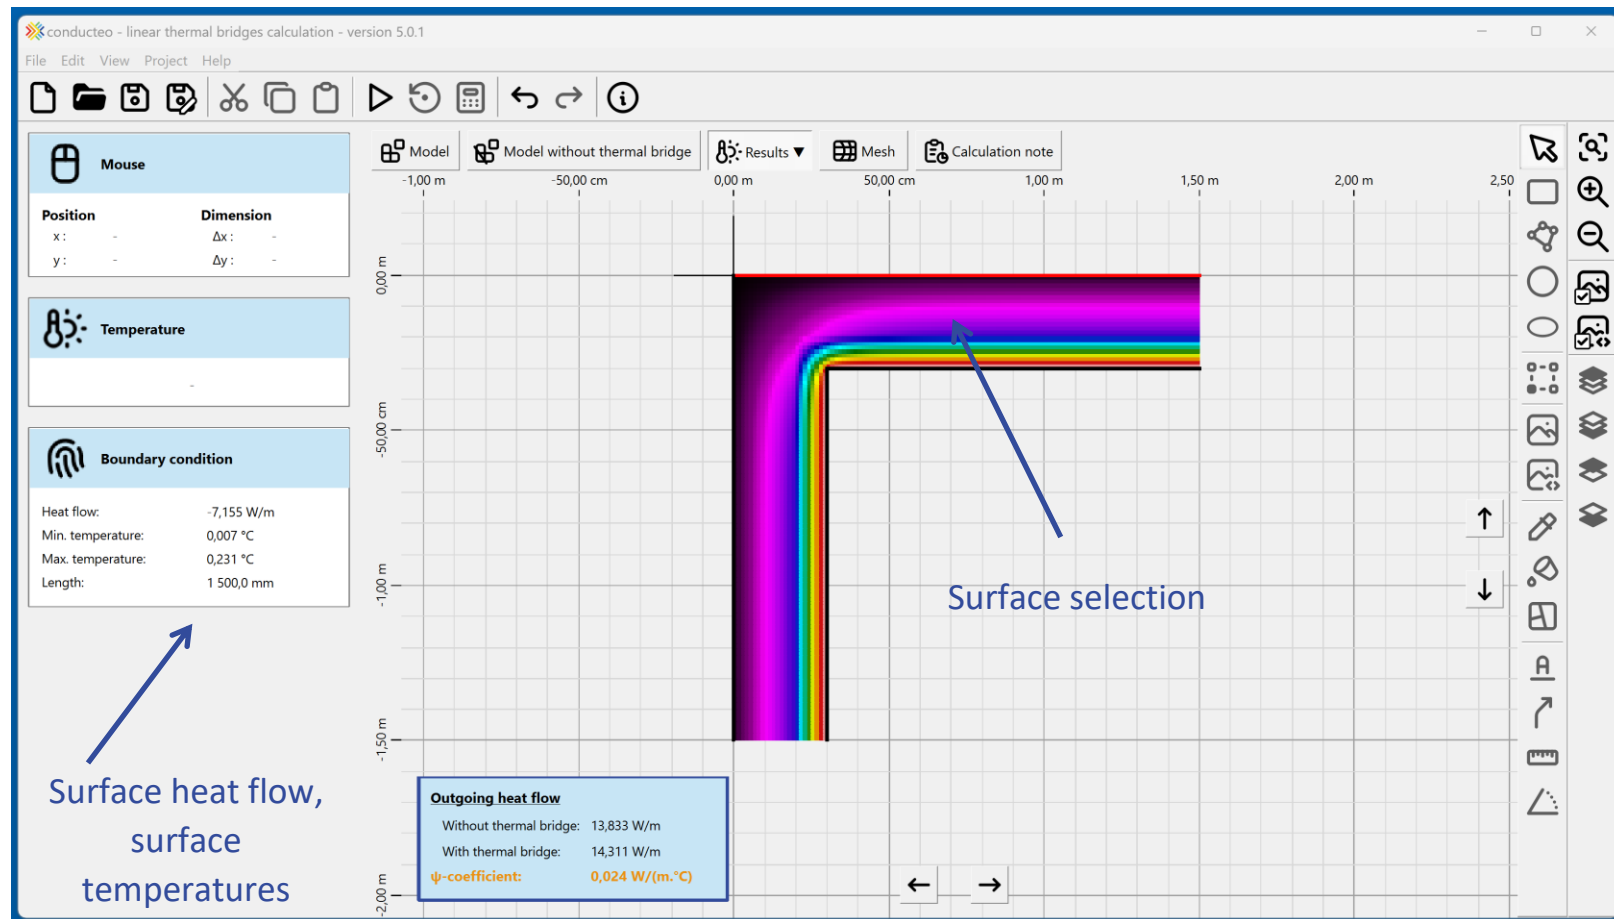 conducteo - linear thermal bridges calculation - version 5.0.1
File Edit View Project Help
Mouse
Position Dimension
x : - Δx : -
y : - Δy : -
Temperature
-
Boundary condition
Heat flow: -7,155 W/m
Min. temperature: 0,007 °C
Max. temperature: 0,231 °C
Length: 1 500,0 mm
Surface heat flow,
surface
temperatures
Model Model without thermal bridge Results ▼ Mesh Calculation note
-1,00 m -50,00 cm 0,00 m 50,00 cm 1,00 m 1,50 m 2,00 m 2,50
0,00 m
-50,00 cm
-1,00 m
-1,50 m
-2,00 m
Surface selection
Outgoing heat flow
Without thermal bridge: 13,833 W/m
With thermal bridge: 14,311 W/m
ψ-coefficient: 0,024 W/(m.°C)
A